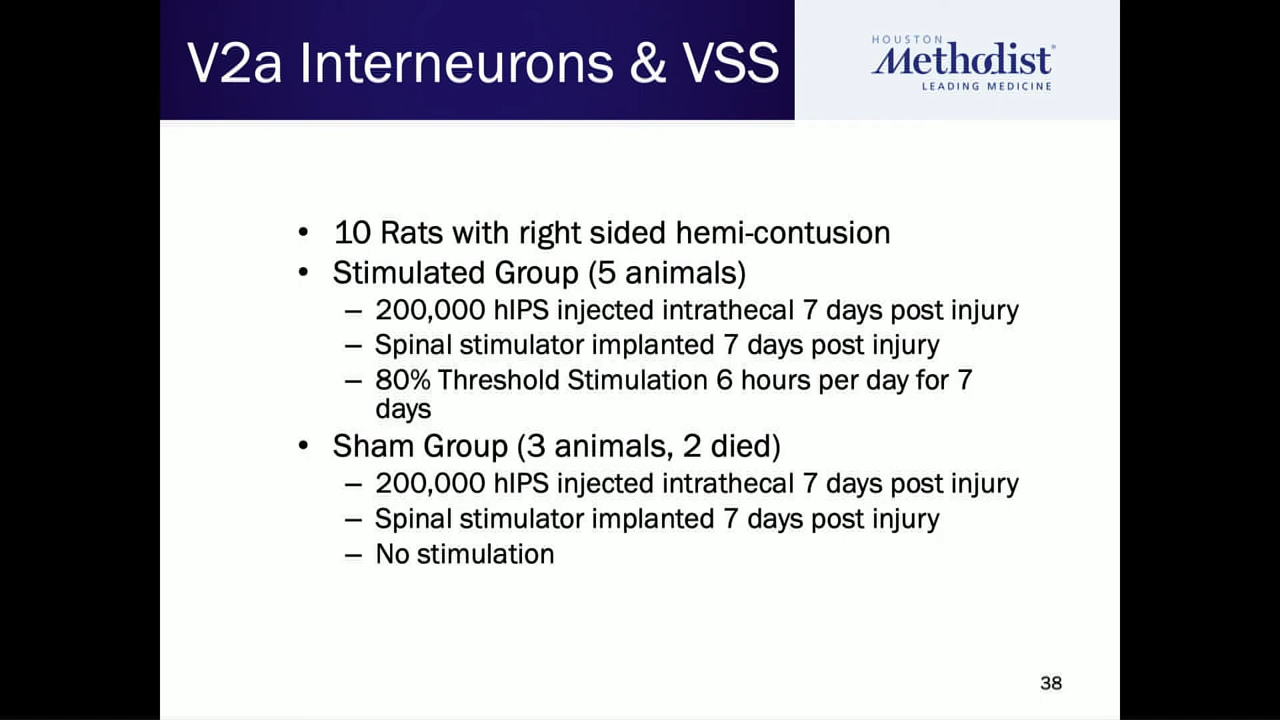 V2a Interneurons & VSS
HOUSTON
Methodist®
LEADING MEDICINE
• 10 Rats with right sided hemi-contusion
• Stimulated Group (5 animals)
– 200,000 hIPS injected intrathecal 7 days post injury
– Spinal stimulator implanted 7 days post injury
– 80% Threshold Stimulation 6 hours per day for 7
days
• Sham Group (3 animals, 2 died)
– 200,000 hIPS injected intrathecal 7 days post injury
– Spinal stimulator implanted 7 days post injury
– No stimulation
38